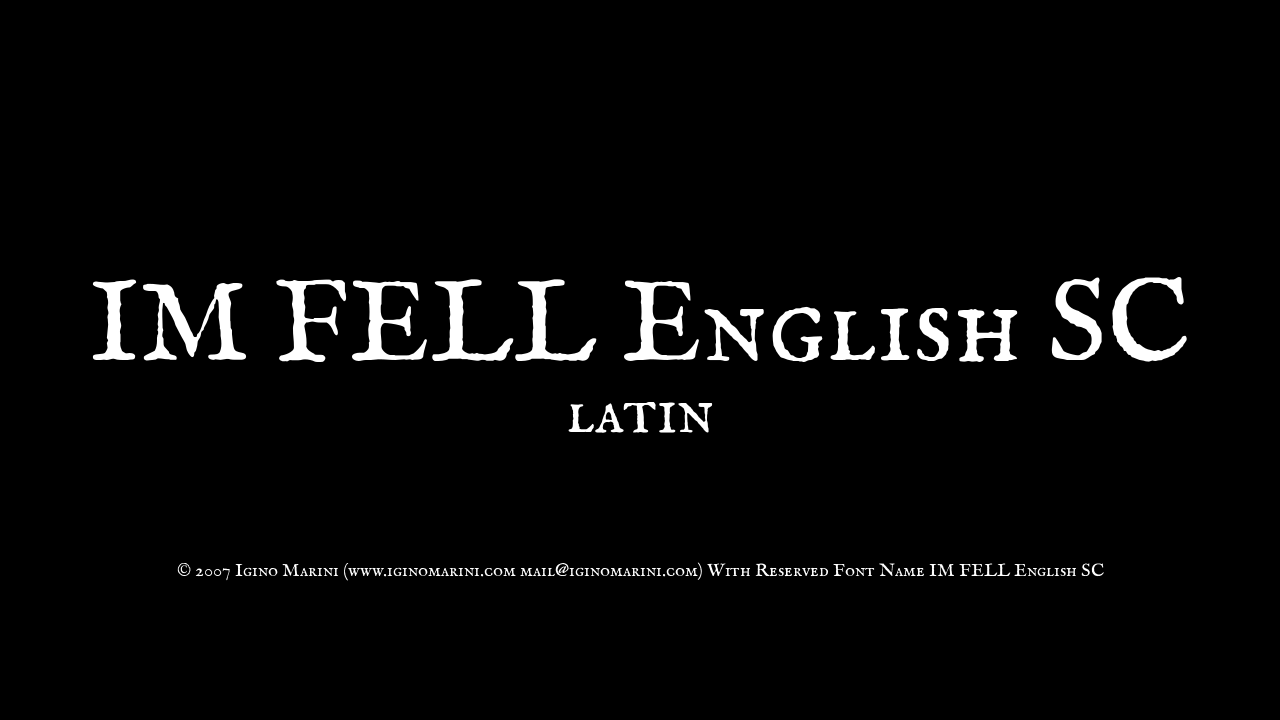 IM FELL English SC
latin
© 2007 Igino Marini (www.iginomarini.com mail@iginomarini.com) With Reserved Font Name IM FELL English SC